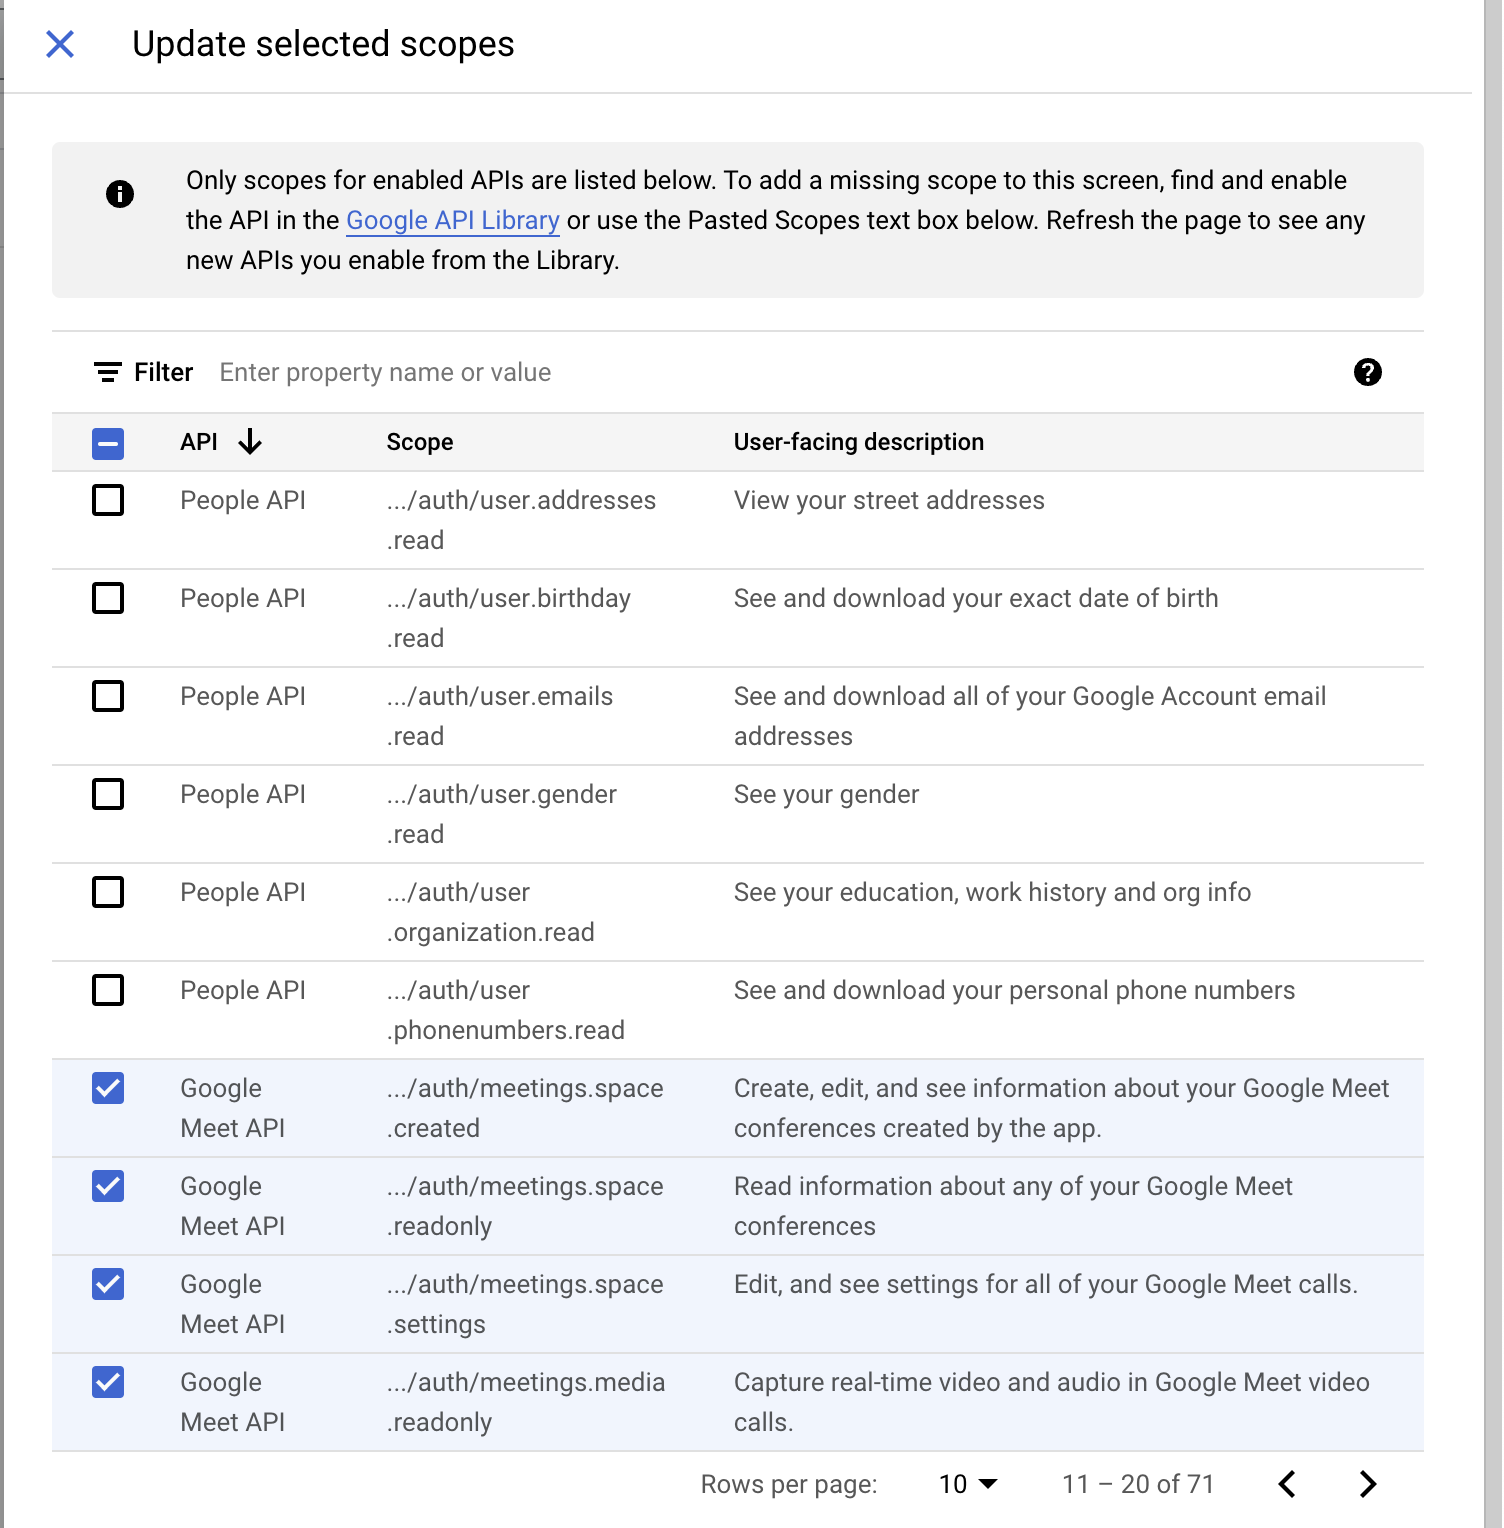 Update selected scopes
Only scopes for enabled APIs are listed below. To add a missing scope to this screen, find and enable
the API in the Google API Library or use the Pasted Scopes text box below. Refresh the page to see any
new APIs you enable from the Library.
Filter Enter property name or value
API Scope User-facing description
People API .../auth/user.addresses View your street addresses
.read
People API .../auth/user.birthday See and download your exact date of birth
.read
People API .../auth/user.emails See and download all of your Google Account email
.read addresses
People API .../auth/user.gender See your gender
.read
People API .../auth/user See your education, work history and org info
.organization.read
People API .../auth/user See and download your personal phone numbers
.phonenumbers.read
Google .../auth/meetings.space Create, edit, and see information about your Google Meet
Meet API .created conferences created by the app.
Google .../auth/meetings.space Read information about any of your Google Meet
Meet API .readonly conferences
Google .../auth/meetings.space Edit, and see settings for all of your Google Meet calls.
Meet API .settings
Google .../auth/meetings.media Capture real-time video and audio in Google Meet video
Meet API .readonly calls.
Rows per page: 10 11 – 20 of 71